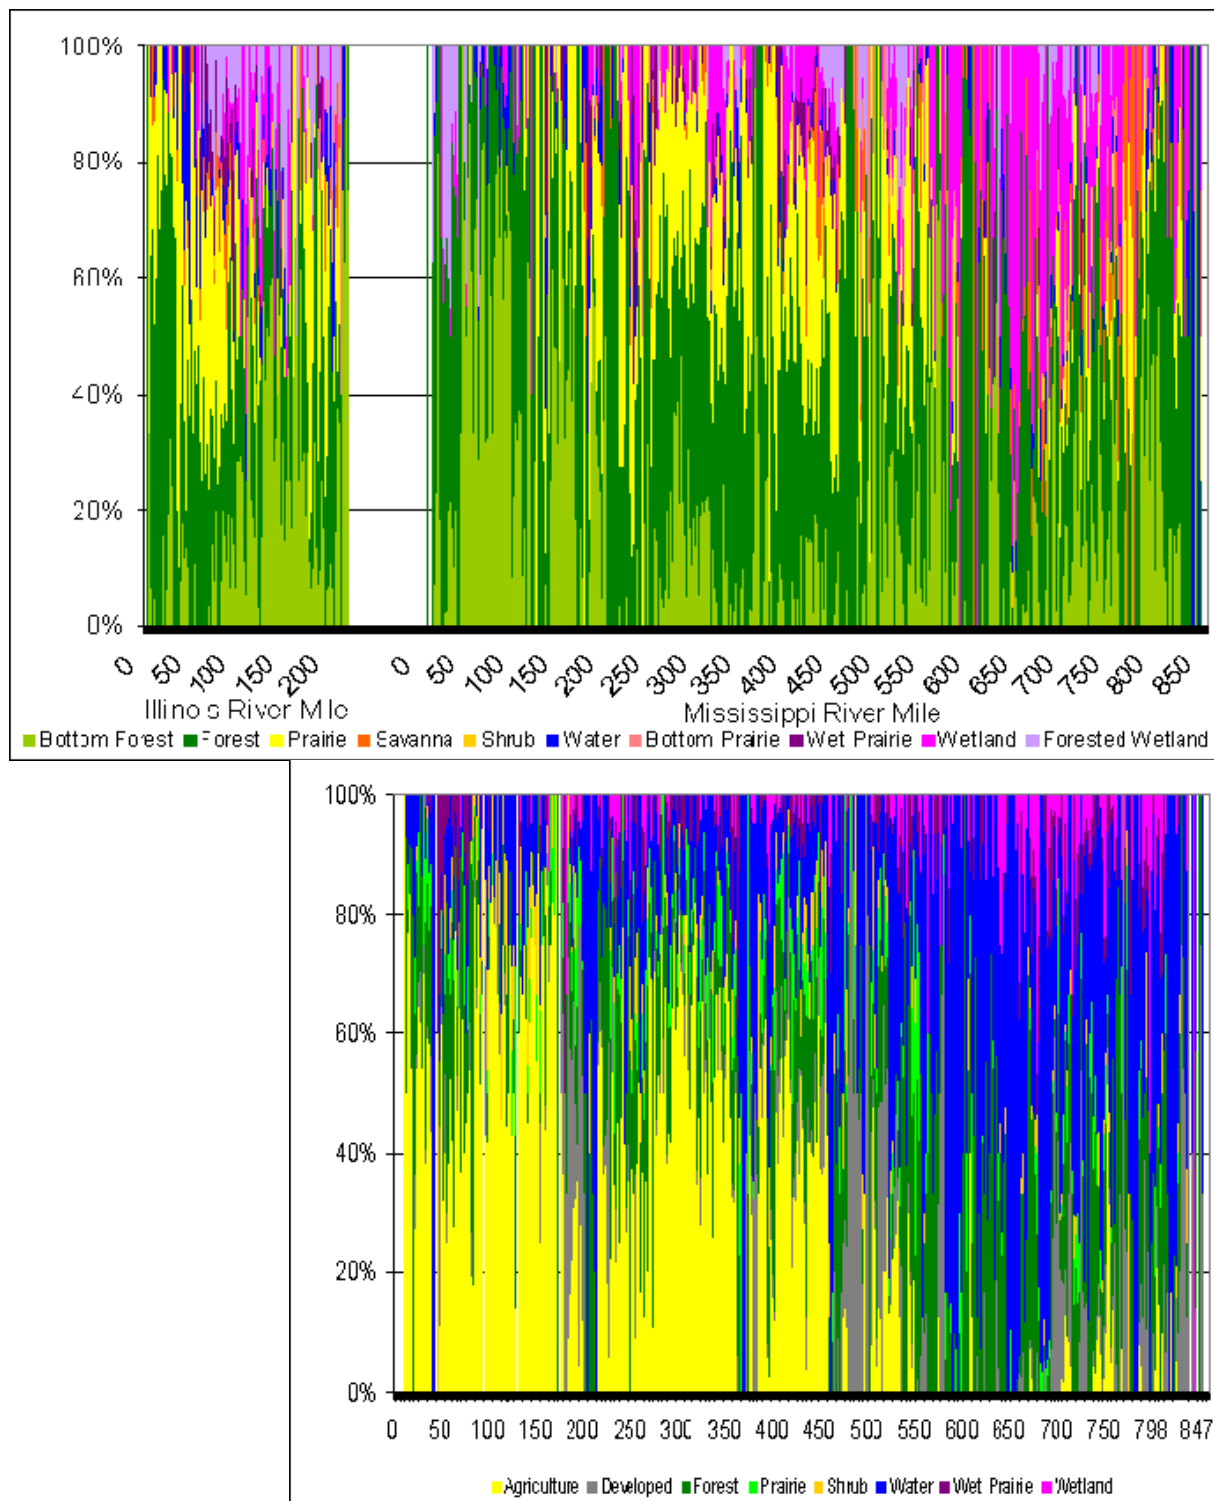 100%
80%
60%
40%
20%
0%
0 50 100 150 200 0 50 100 150 200 250 300 350 400 450 500 550 600 650 700 750 800 850
Illinois River Mile Mississippi River Mile
Bottom Forest Forest Prairie Savanna Shrub Water Bottom Prairie Wet Prairie Wetland Forested Wetland
100%
80%
60%
40%
20%
0%
0 50 100 150 200 250 300 350 400 450 500 550 600 650 700 750 798 847
Agriculture Developed Forest Prairie Shrub Water Wet Prairie Wetland